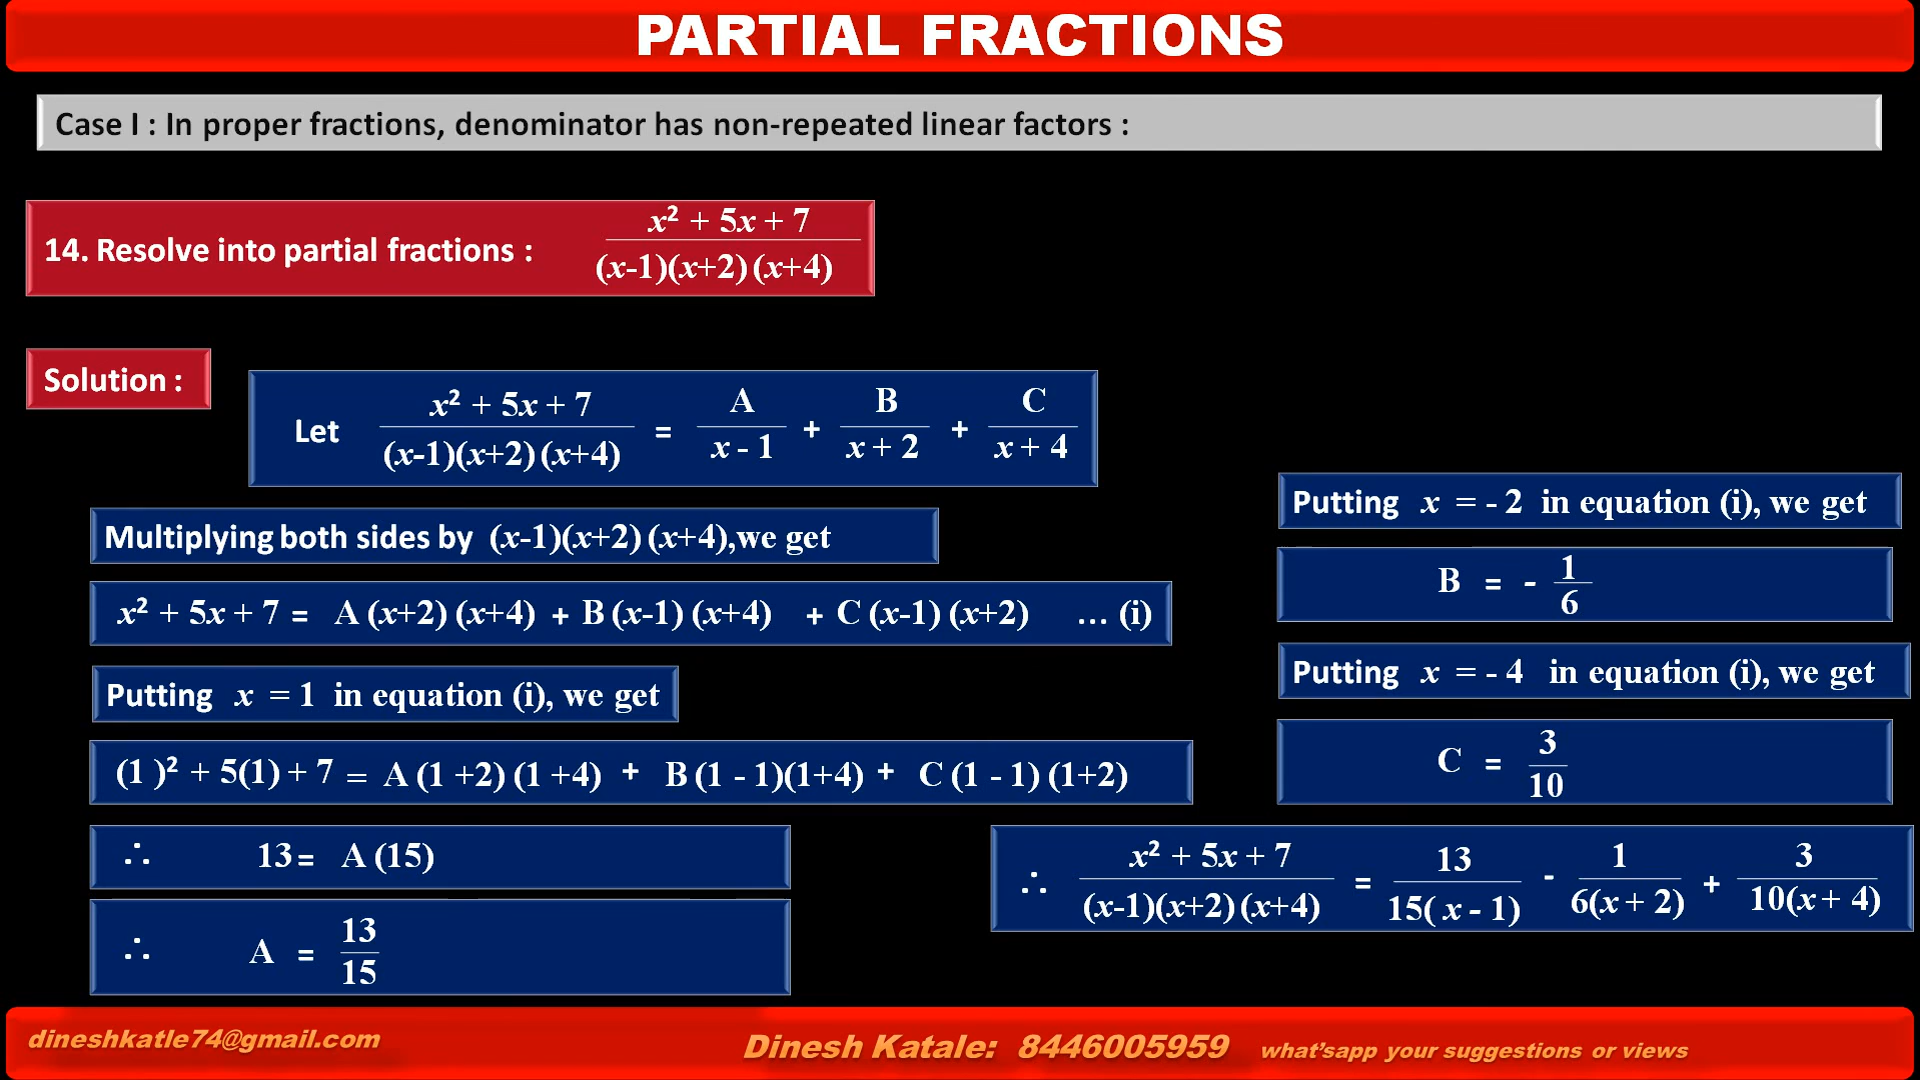 PARTIAL FRACTIONS
Case I : In proper fractions, denominator has non-repeated linear factors :
14. Resolve into partial fractions : x² + 5x + 7 / (x-1)(x+2) (x+4)
Solution :
Let x² + 5x + 7 / (x-1)(x+2) (x+4) = A / x - 1 + B / x + 2 + C / x + 4
Multiplying both sides by (x-1)(x+2) (x+4),we get
x² + 5x + 7 = A (x+2) (x+4) + B (x-1) (x+4) + C (x-1) (x+2) ... (i)
Putting x = 1 in equation (i), we get
(1 )² + 5(1) + 7 = A (1 +2) (1 +4) + B (1 - 1)(1+4) + C (1 - 1) (1+2)
∴ 13 = A (15)
∴ A = 13 / 15
Putting x = - 2 in equation (i), we get
B = - 1 / 6
Putting x = - 4 in equation (i), we get
C = 3 / 10
∴ x² + 5x + 7 / (x-1)(x+2) (x+4) = 13 / 15( x - 1) - 1 / 6(x + 2) + 3 / 10(x + 4)
dineshkatle74@gmail.com
Dinesh Katale: 8446005959 what'sapp your suggestions or views